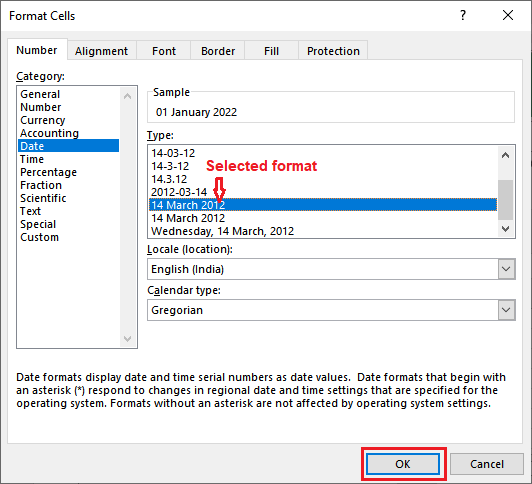 Format Cells
? ×
Number Alignment Font Border Fill Protection
Category:
General
Number
Currency
Accounting
Date
Time
Percentage
Fraction
Scientific
Text
Special
Custom
Sample
01 January 2022
Type:
14-03-12
14-3-12
14.3.12
2012-03-14
14 March 2012
14 March 2012
Wednesday, 14 March, 2012
Selected format
Locale (location):
English (India)
Calendar type:
Gregorian
Date formats display date and time serial numbers as date values.  Date formats that begin with
an asterisk (*) respond to changes in regional date and time settings that are specified for the
operating system. Formats without an asterisk are not affected by operating system settings.
OK Cancel